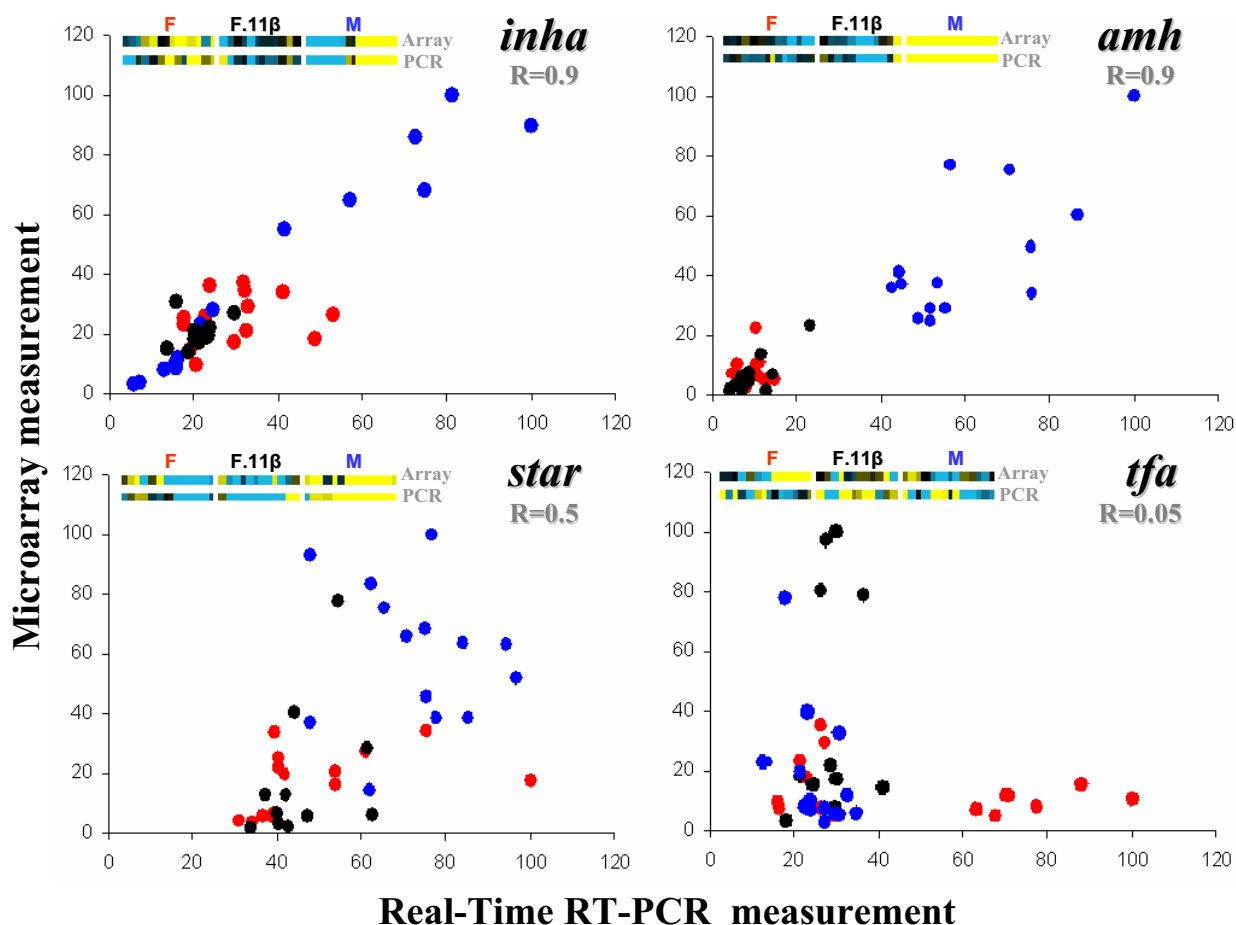 F F.11β M
Array
PCR
inha
R=0.9
120
100
80
60
40
20
0
0 20 40 60 80 100 120
F F.11β M
Array
PCR
amh
R=0.9
120
100
80
60
40
20
0
0 20 40 60 80 100 120
F F.11β M
Array
PCR
star
R=0.5
120
100
80
60
40
20
0
0 20 40 60 80 100 120
F F.11β M
Array
PCR
tfa
R=0.05
120
100
80
60
40
20
0
0 20 40 60 80 100 120
Microarray measurement
Real-Time RT-PCR measurement